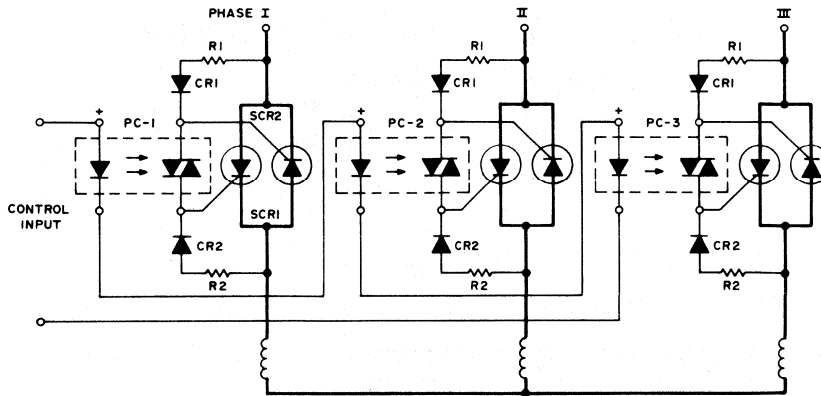 PHASE I
II
III
R1
R1
R1
CR1
CR1
CR1
+
PC-1
SCR2
+
PC-2
+
PC-3
CONTROL
INPUT
SCR1
CR2
CR2
CR2
R2
R2
R2